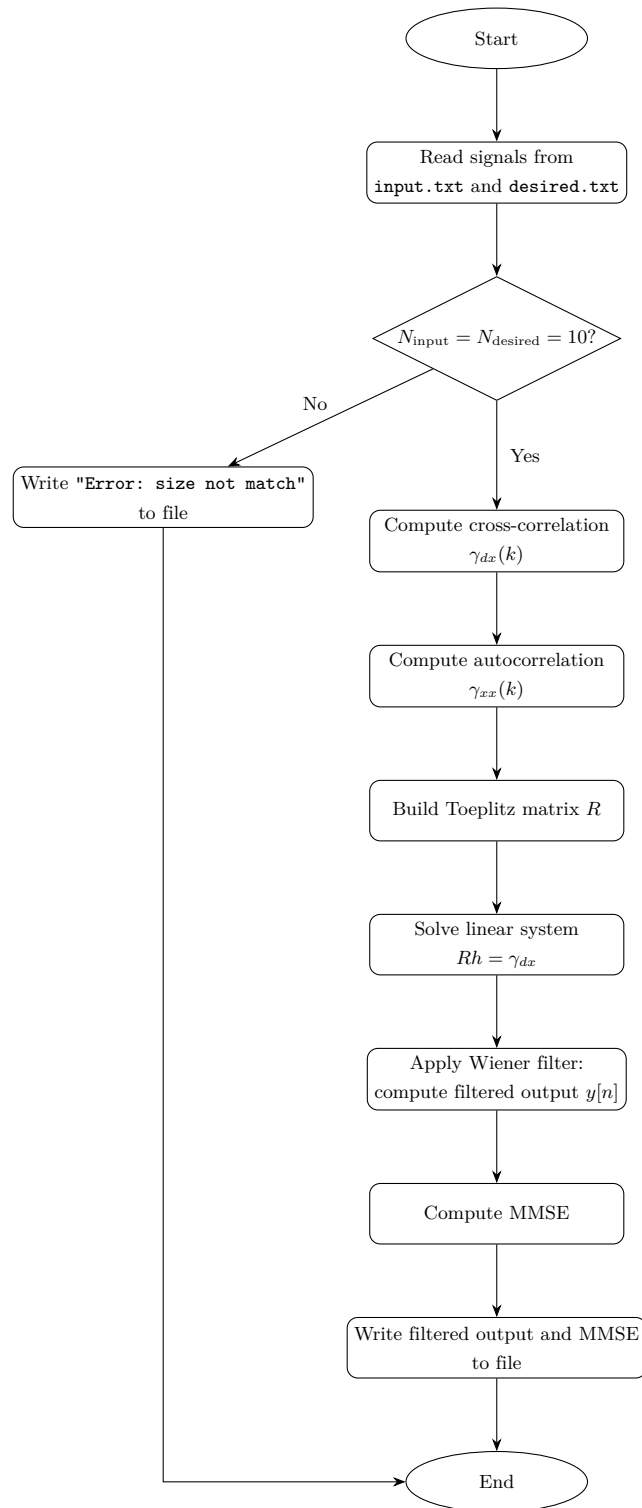 Start
Read signals from
input.txt and desired.txt
N_input = N_desired = 10?
No
Yes
Write "Error: size not match"
to file
Compute cross-correlation
γ_dx(k)
Compute autocorrelation
γ_xx(k)
Build Toeplitz matrix R
Solve linear system
Rh = γ_dx
Apply Wiener filter:
compute filtered output y[n]
Compute MMSE
Write filtered output and MMSE
to file
End